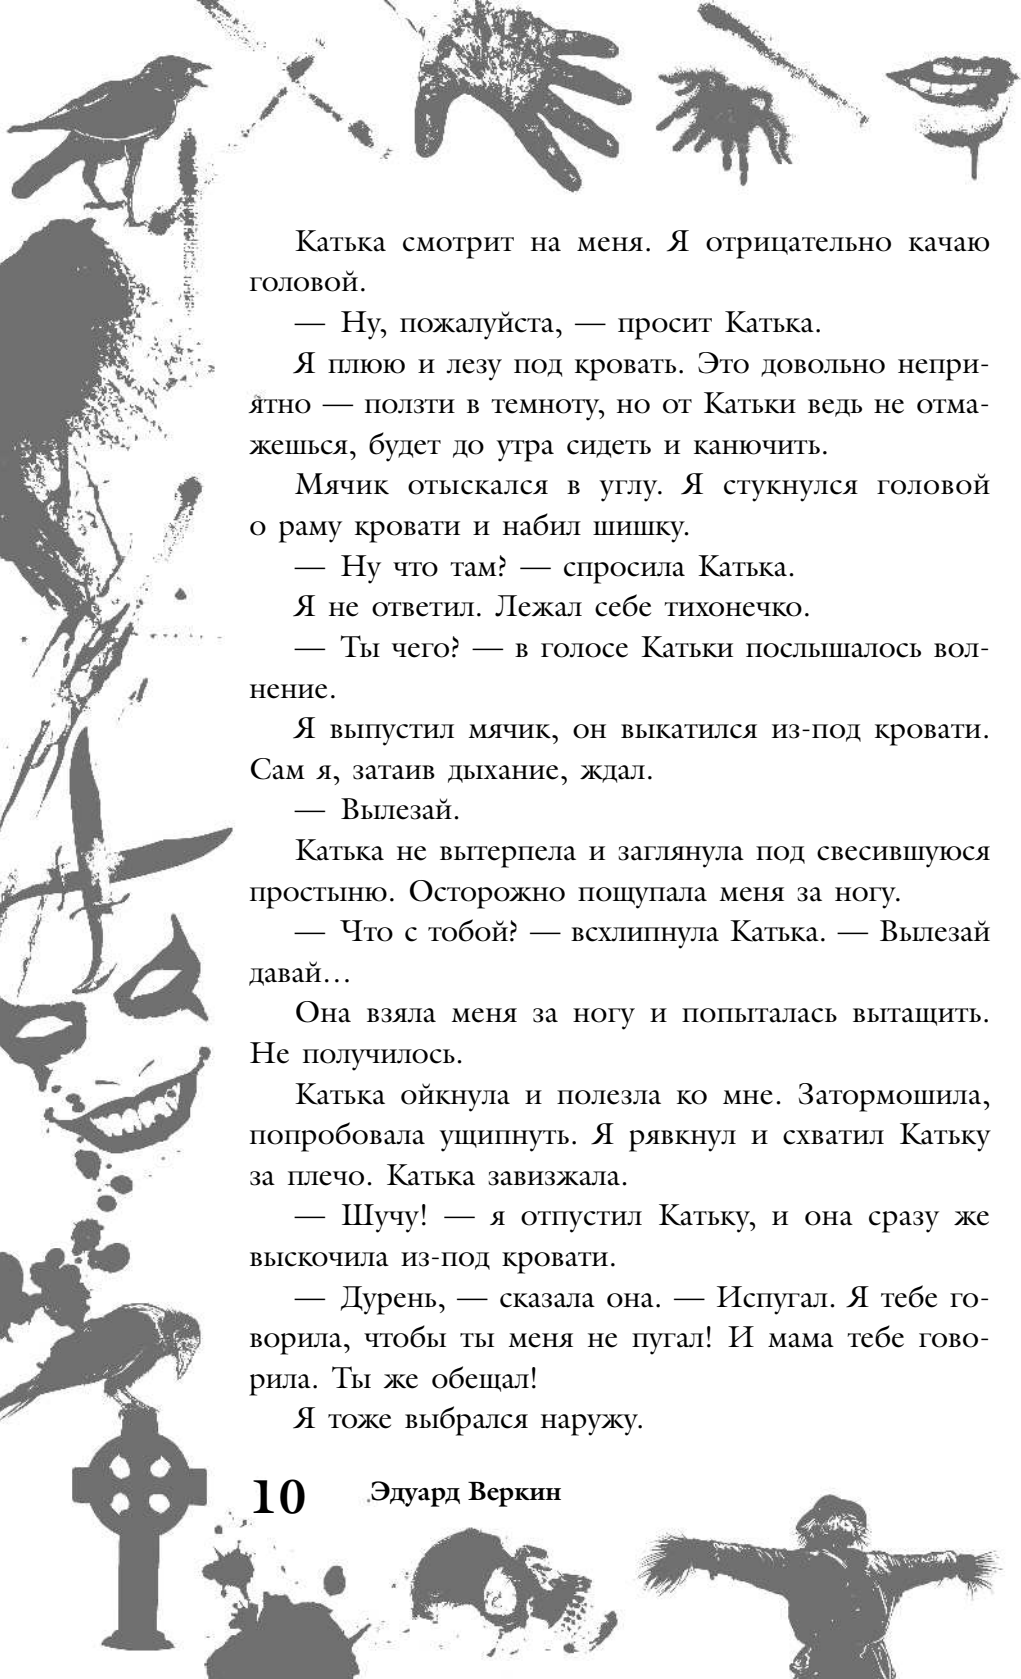 Катька смотрит на меня. Я отрицательно качаю
головой.
— Ну, пожалуйста, — просит Катька.
Я плюю и лезу под кровать. Это довольно непри-
ятно — ползти в темноту, но от Катьки ведь не отма-
жешься, будет до утра сидеть и канючить.
Мячик отыскался в углу. Я стукнулся головой
о раму кровати и набил шишку.
— Ну что там? — спросила Катька.
Я не ответил. Лежал себе тихонечко.
— Ты чего? — в голосе Катьки послышалось вол-
нение.
Я выпустил мячик, он выкатился из-под кровати.
Сам я, затаив дыхание, ждал.
— Вылезай.
Катька не вытерпела и заглянула под свесившуюся
простыню. Осторожно пощупала меня за ногу.
— Что с тобой? — всхлипнула Катька. — Вылезай
давай…
Она взяла меня за ногу и попыталась вытащить.
Не получилось.
Катька ойкнула и полезла ко мне. Затормошила,
попробовала ущипнуть. Я рявкнул и схватил Катьку
за плечо. Катька завизжала.
— Шучу! — я отпустил Катьку, и она сразу же
выскочила из-под кровати.
— Дурень, — сказала она. — Испугал. Я тебе го-
ворила, чтобы ты меня не пугал! И мама тебе гово-
рила. Ты же обещал!
Я тоже выбрался наружу.
10 Эдуард Веркин